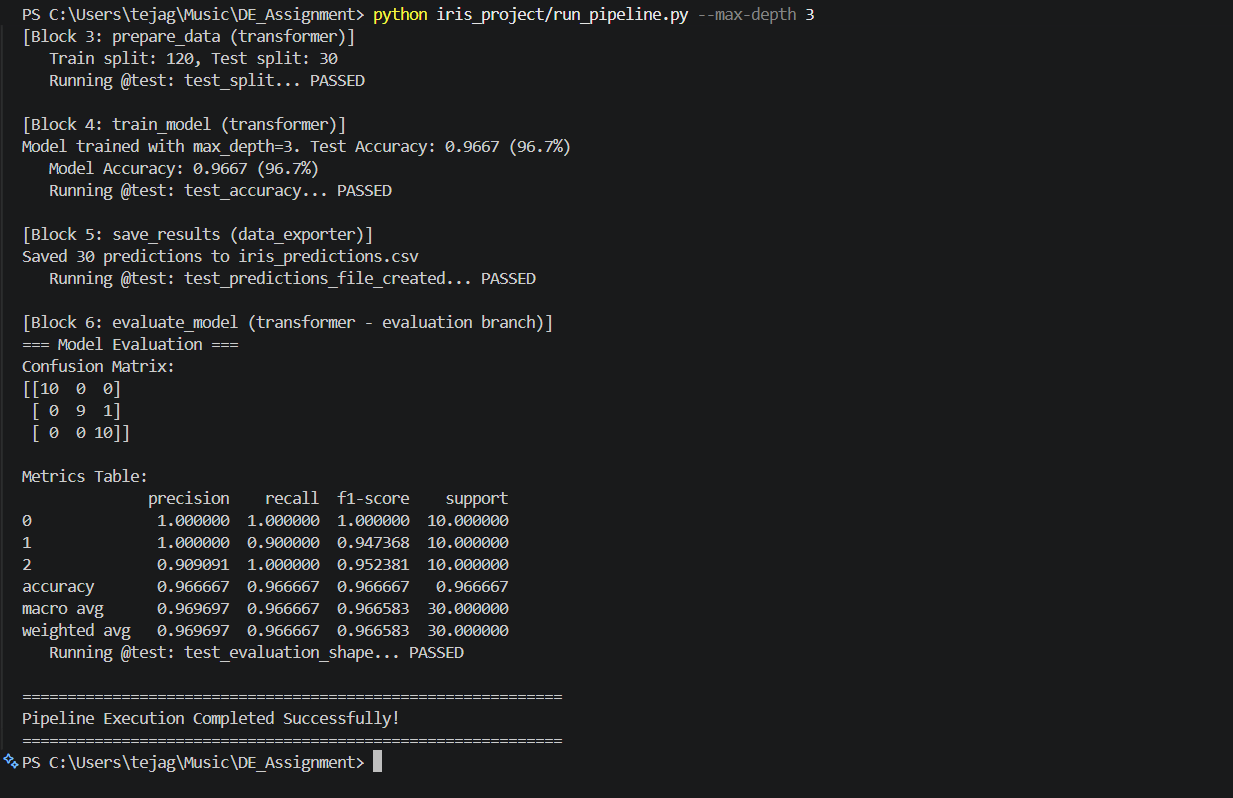 PS C:\Users\tejag\Music\DE_Assignment> python iris_project/run_pipeline.py --max-depth 3
[Block 3: prepare_data (transformer)]
   Train split: 120, Test split: 30
   Running @test: test_split... PASSED

[Block 4: train_model (transformer)]
Model trained with max_depth=3. Test Accuracy: 0.9667 (96.7%)
   Model Accuracy: 0.9667 (96.7%)
   Running @test: test_accuracy... PASSED

[Block 5: save_results (data_exporter)]
Saved 30 predictions to iris_predictions.csv
   Running @test: test_predictions_file_created... PASSED

[Block 6: evaluate_model (transformer - evaluation branch)]
=== Model Evaluation ===
Confusion Matrix:
[[10  0  0]
 [ 0  9  1]
 [ 0  0 10]]

Metrics Table:
              precision    recall  f1-score    support
0              1.000000  1.000000  1.000000  10.000000
1              1.000000  0.900000  0.947368  10.000000
2              0.909091  1.000000  0.952381  10.000000
accuracy       0.966667  0.966667  0.966667   0.966667
macro avg      0.969697  0.966667  0.966583  30.000000
weighted avg   0.969697  0.966667  0.966583  30.000000
   Running @test: test_evaluation_shape... PASSED

============================================================
Pipeline Execution Completed Successfully!
============================================================
PS C:\Users\tejag\Music\DE_Assignment>